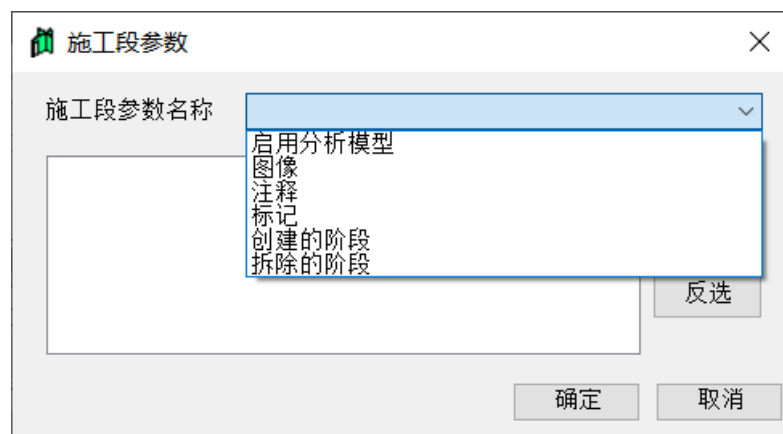 施工段参数
施工段参数名称
启用分析模型
图像
注释
标记
创建的阶段
拆除的阶段
反选
确定
取消